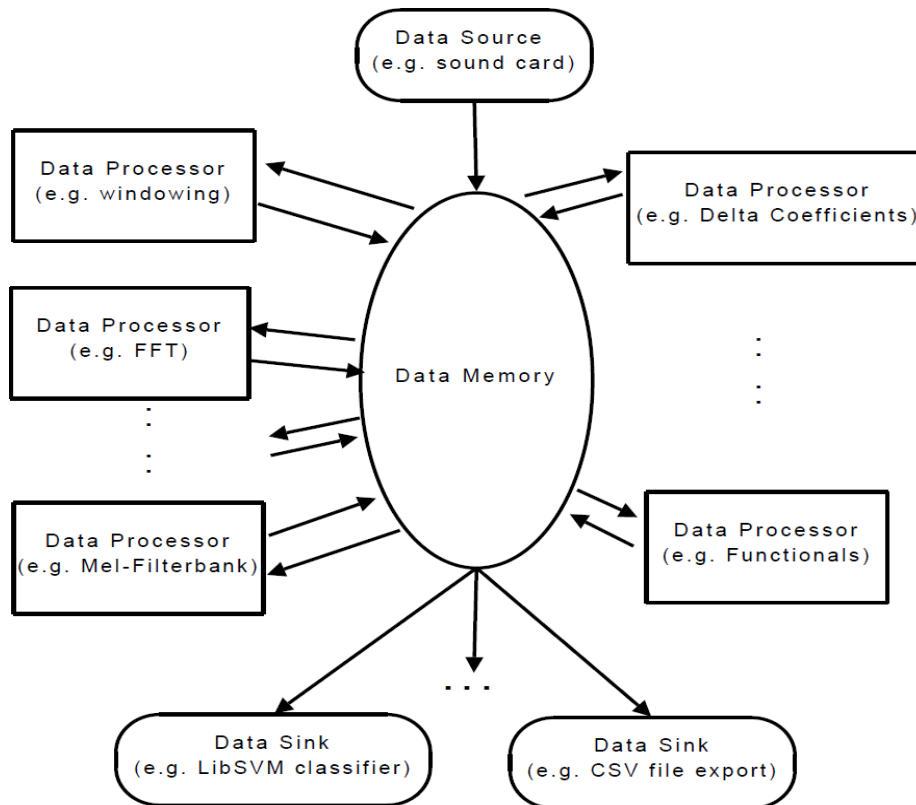 Data Source
(e.g. sound card)
Data Processor
(e.g. windowing)
Data Processor
(e.g. Delta Coefficients)
Data Processor
(e.g. FFT)
Data Memory
Data Processor
(e.g. Mel-Filterbank)
Data Processor
(e.g. Functionals)
. . .
Data Sink
(e.g. LibSVM classifier)
Data Sink
(e.g. CSV file export)